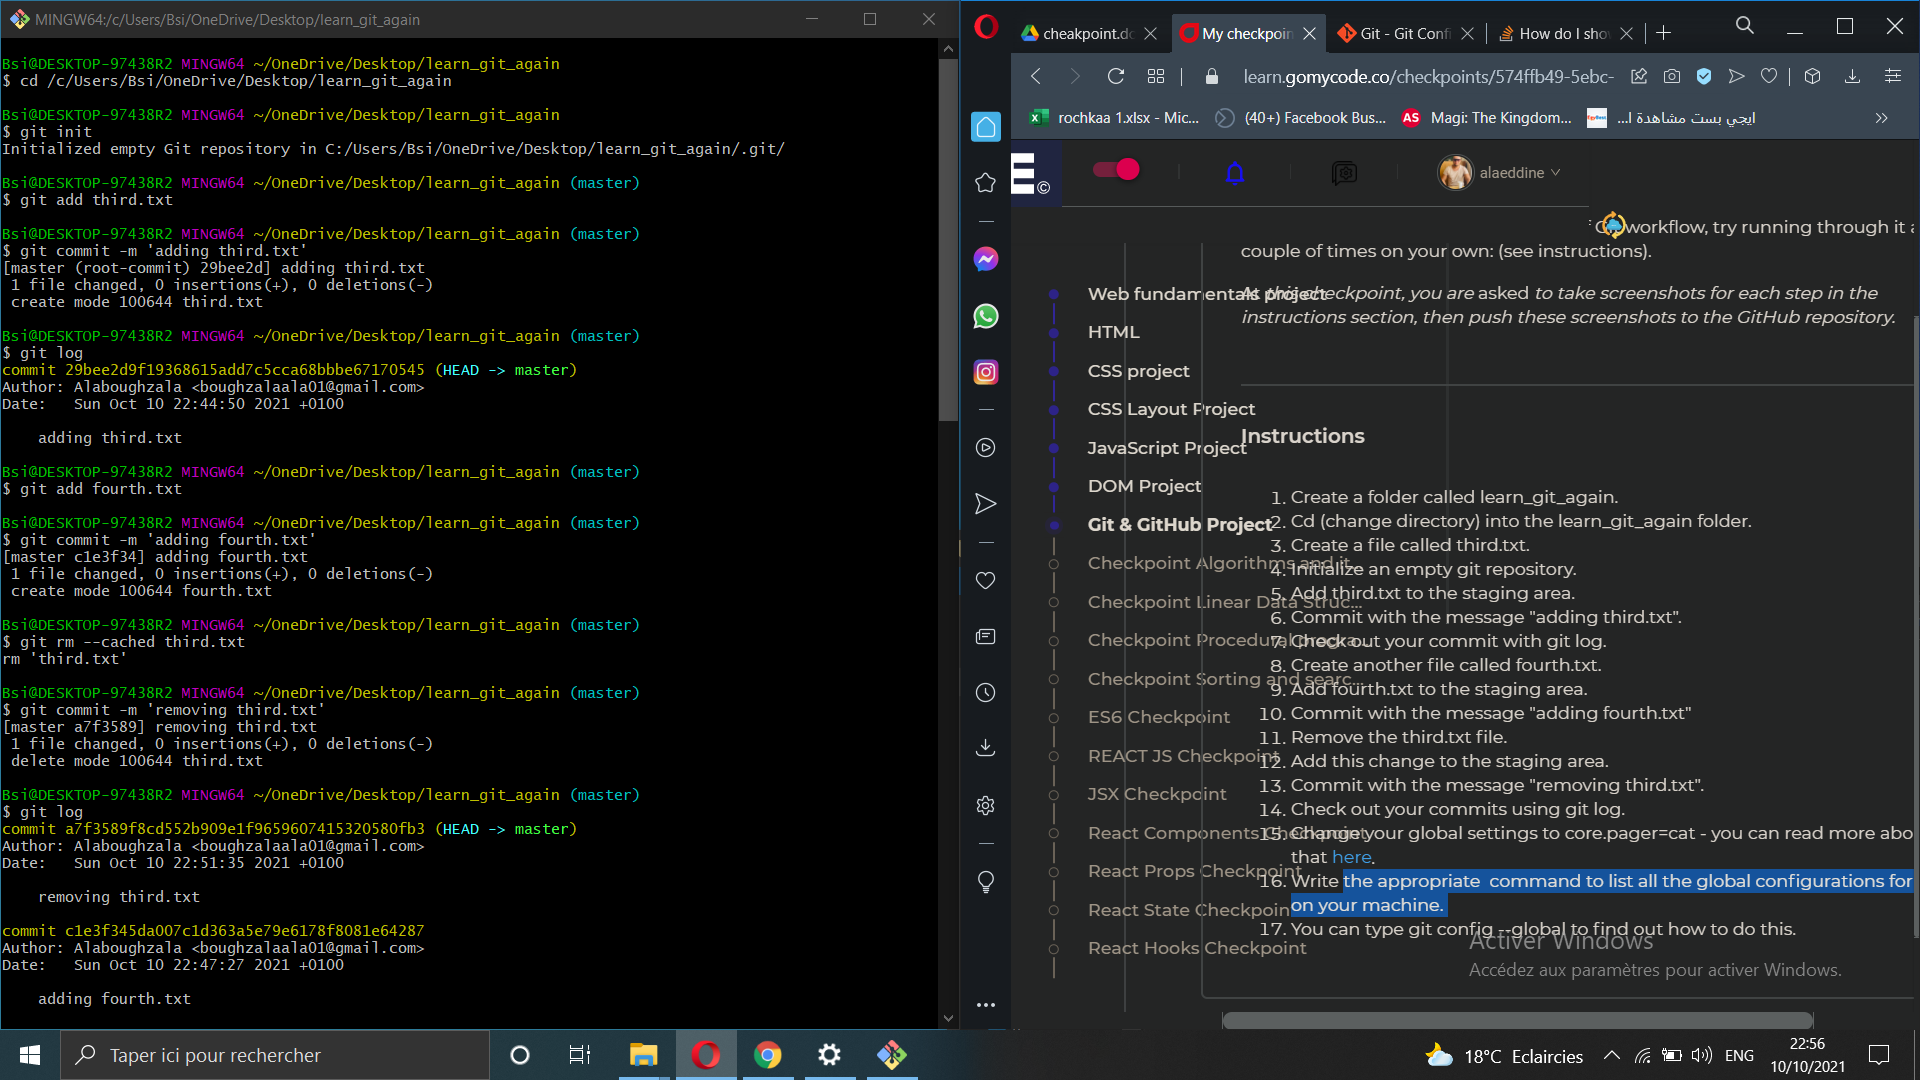 MINGW64:/c/Users/Bsi/OneDrive/Desktop/learn_git_again
Bsi@DESKTOP-97438R2 MINGW64 ~/OneDrive/Desktop/learn_git_again
$ cd /c/Users/Bsi/OneDrive/Desktop/learn_git_again
Bsi@DESKTOP-97438R2 MINGW64 ~/OneDrive/Desktop/learn_git_again
$ git init
Initialized empty Git repository in C:/Users/Bsi/OneDrive/Desktop/learn_git_again/.git/
Bsi@DESKTOP-97438R2 MINGW64 ~/OneDrive/Desktop/learn_git_again (master)
$ git add third.txt
Bsi@DESKTOP-97438R2 MINGW64 ~/OneDrive/Desktop/learn_git_again (master)
$ git commit -m 'adding third.txt'
[master (root-commit) 29bee2d] adding third.txt
1 file changed, 0 insertions(+), 0 deletions(-)
create mode 100644 third.txt
Bsi@DESKTOP-97438R2 MINGW64 ~/OneDrive/Desktop/learn_git_again (master)
$ git log
commit 29bee2d9f19368615add7c5cca68bbbe67170545 (HEAD -> master)
Author: Alaboughzala <boughzalaala01@gmail.com>
Date:   Sun Oct 10 22:44:50 2021 +0100
adding third.txt
Bsi@DESKTOP-97438R2 MINGW64 ~/OneDrive/Desktop/learn_git_again (master)
$ git add fourth.txt
Bsi@DESKTOP-97438R2 MINGW64 ~/OneDrive/Desktop/learn_git_again (master)
$ git commit -m 'adding fourth.txt'
[master c1e3f34] adding fourth.txt
1 file changed, 0 insertions(+), 0 deletions(-)
create mode 100644 fourth.txt
Bsi@DESKTOP-97438R2 MINGW64 ~/OneDrive/Desktop/learn_git_again (master)
$ git rm --cached third.txt
rm 'third.txt'
Bsi@DESKTOP-97438R2 MINGW64 ~/OneDrive/Desktop/learn_git_again (master)
$ git commit -m 'removing third.txt'
[master a7f3589] removing third.txt
1 file changed, 0 insertions(+), 0 deletions(-)
delete mode 100644 third.txt
Bsi@DESKTOP-97438R2 MINGW64 ~/OneDrive/Desktop/learn_git_again (master)
$ git log
commit a7f3589f8cd552b909e1f9659607415320580fb3 (HEAD -> master)
Author: Alaboughzala <boughzalaala01@gmail.com>
Date:   Sun Oct 10 22:51:35 2021 +0100
removing third.txt
commit c1e3f345da007c1d363a5e79e6178f8081e64287
Author: Alaboughzala <boughzalaala01@gmail.com>
Date:   Sun Oct 10 22:47:27 2021 +0100
adding fourth.txt
cheakpoint.dc
My checkpoin
Git - Git Confi
How do I sho
learn.gomycode.co/checkpoints/574ffb49-5ebc-
rochkaa 1.xlsx - Mic...
(40+) Facebook Bus...
AS
Magi: The Kingdom...
ايجي بست مشاهدة ا...
E©
alaeddine
workflow, try running through it a
couple of times on your own: (see instructions).
At this checkpoint, you are asked to take screenshots for each step in the
instructions section, then push these screenshots to the GitHub repository.
Web fundamentals project
HTML
CSS project
CSS Layout Project
JavaScript Project
DOM Project
Git & GitHub Project
Checkpoint Algorithms and it...
Checkpoint Linear Data Struc...
Checkpoint Procedural progra...
Checkpoint Sorting and searc...
ES6 Checkpoint
REACT JS Checkpoint
JSX Checkpoint
React Components Checkpoint
React Props Checkpoint
React State Checkpoint
React Hooks Checkpoint
Instructions
1. Create a folder called learn_git_again.
2. Cd (change directory) into the learn_git_again folder.
3. Create a file called third.txt.
4. Initialize an empty git repository.
5. Add third.txt to the staging area.
6. Commit with the message "adding third.txt".
7. Check out your commit with git log.
8. Create another file called fourth.txt.
9. Add fourth.txt to the staging area.
10. Commit with the message "adding fourth.txt"
11. Remove the third.txt file.
12. Add this change to the staging area.
13. Commit with the message "removing third.txt".
14. Check out your commits using git log.
15. Change your global settings to core.pager=cat - you can read more abo
that here.
16. Write the appropriate  command to list all the global configurations for
on your machine.
17. You can type git config --global to find out how to do this.
Activer Windows
Accédez aux paramètres pour activer Windows.
Taper ici pour rechercher
18°C Eclaircies
ENG
22:56
10/10/2021